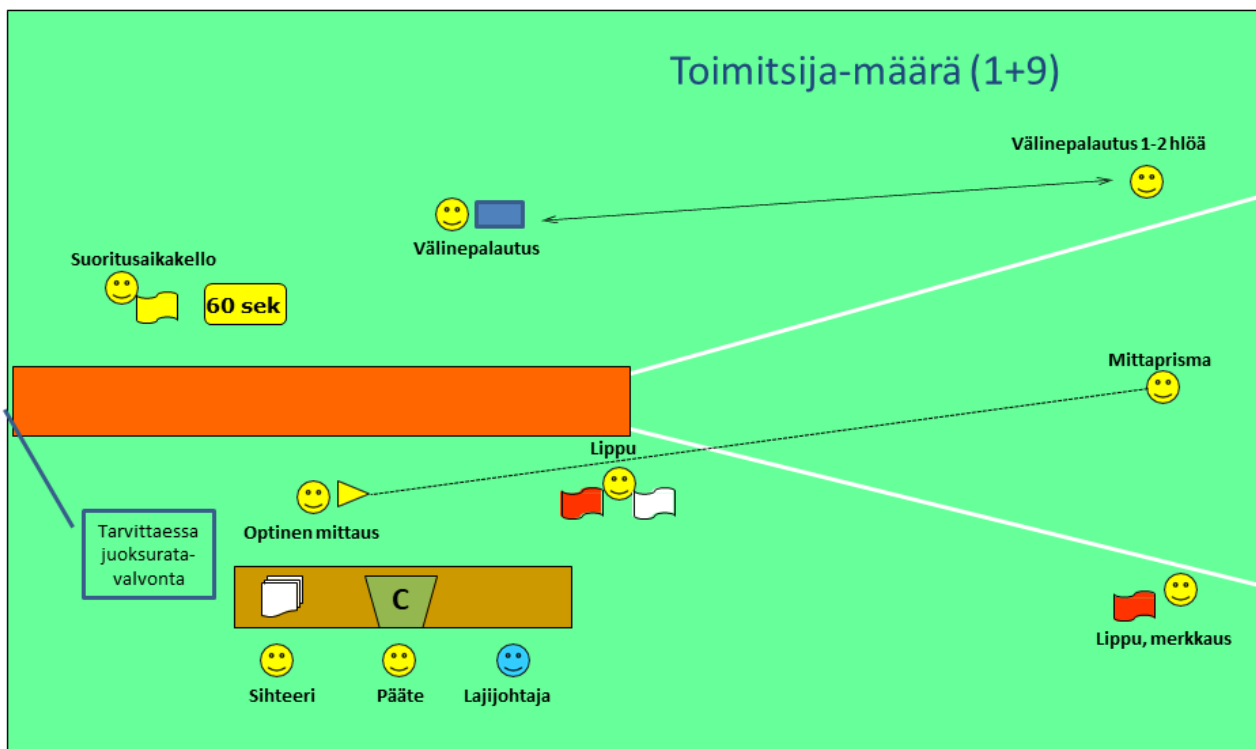 Toimitsija-määrä (1+9)
Välinepalautus 1-2 hlöä
Välinepalautus
Suoritusaikakello
60 sek
Mittaprisma
Lippu
Optinen mittaus
Tarvittaessa
juoksurata-
valvonta
C
Lippu, merkkaus
Sihteeri
Pääte
Lajijohtaja